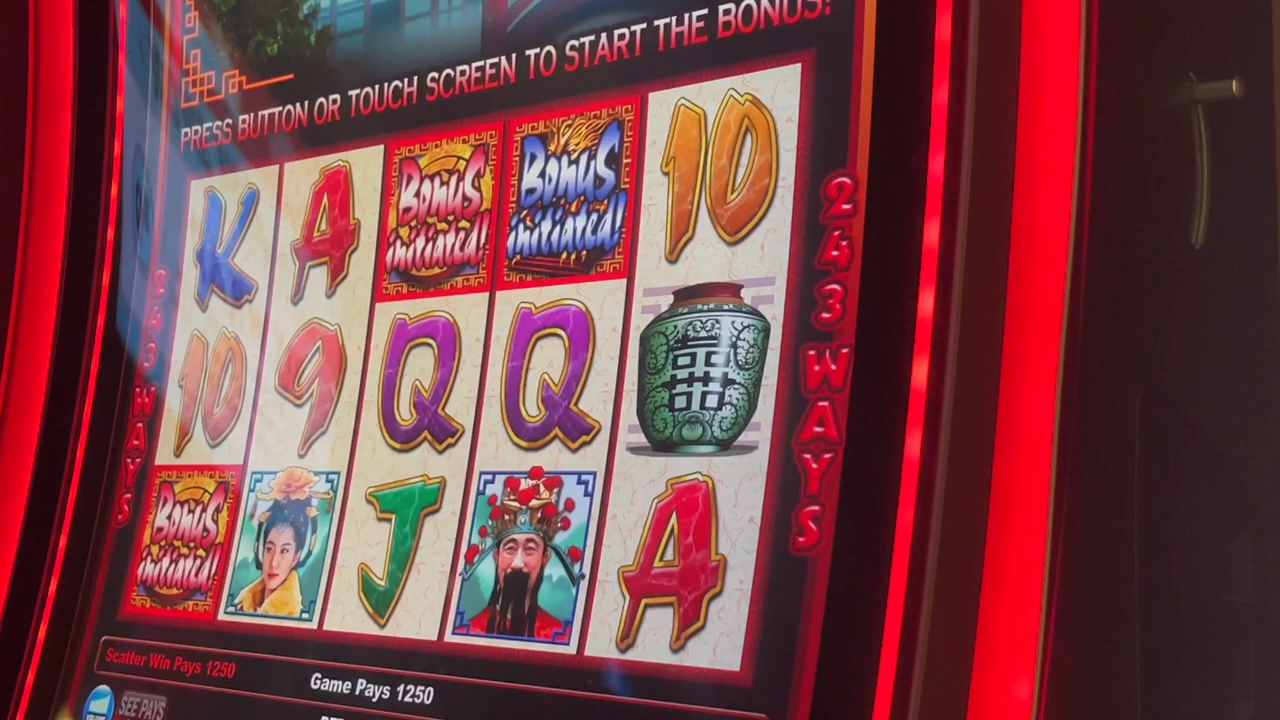 PRESS BUTTON OR TOUCH SCREEN TO START THE BONUS!
K A Bonus initiated! Bonus initiated! 10
10 9 Q Q
Bonus initiated! J A
243 WAYS
243 WAYS
Scatter Win Pays 1250
Game Pays 1250
SEE PAYS